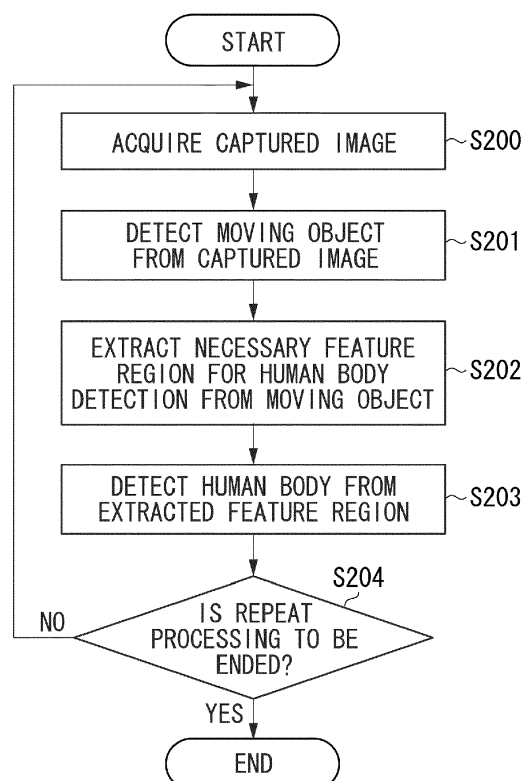 START
ACQUIRE CAPTURED IMAGE
S200
DETECT MOVING OBJECT
FROM CAPTURED IMAGE
S201
EXTRACT NECESSARY FEATURE
REGION FOR HUMAN BODY
DETECTION FROM MOVING OBJECT
S202
DETECT HUMAN BODY FROM
EXTRACTED FEATURE REGION
S203
S204
IS REPEAT
PROCESSING TO BE
ENDED?
NO
YES
END